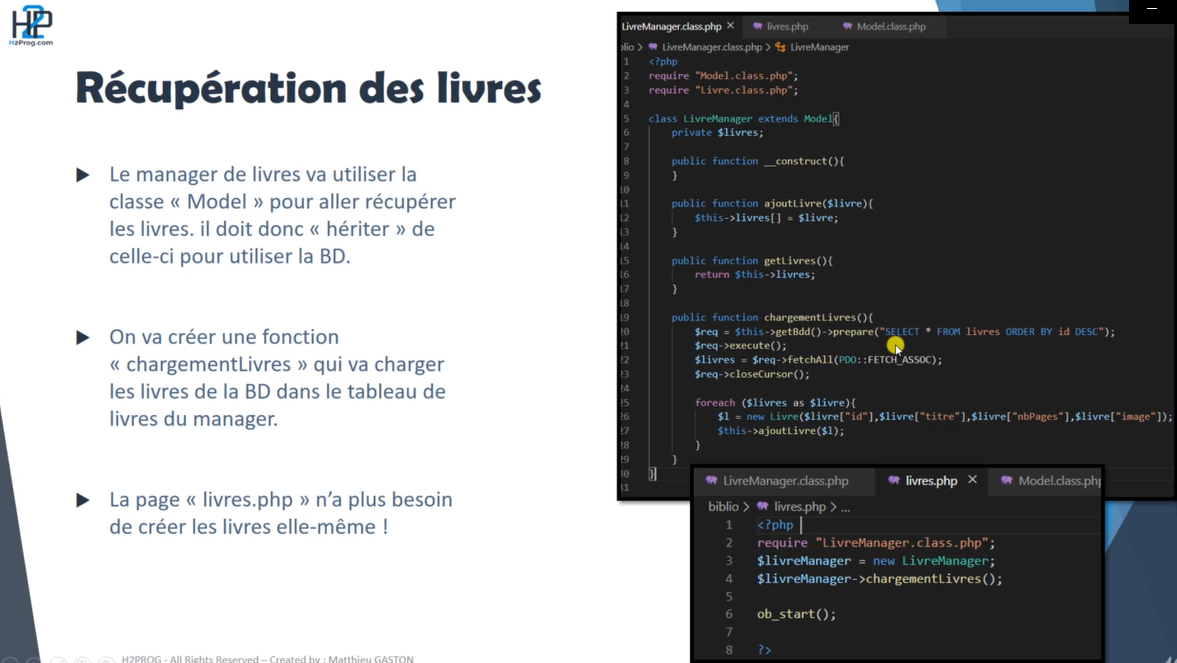 H2P
H2Prog.com
Récupération des livres
Le manager de livres va utiliser la
classe « Model » pour aller récupérer
les livres. il doit donc « hériter » de
celle-ci pour utiliser la BD.
On va créer une fonction
« chargementLivres » qui va charger
les livres de la BD dans le tableau de
livres du manager.
La page « livres.php » n'a plus besoin
de créer les livres elle-même !
LivreManager.class.php × livres.php Model.class.php
blio > LivreManager.class.php > LivreManager
1 <?php
2 require "Model.class.php";
3 require "Livre.class.php";
4
5 class LivreManager extends Model{
6 private $livres;
7
8 public function __construct(){
9 }
10
11 public function ajoutLivre($livre){
12 $this->livres[] = $livre;
13 }
14
15 public function getLivres(){
16 return $this->livres;
17 }
18
19 public function chargementLivres(){
20 $req = $this->getBdd()->prepare("SELECT * FROM livres ORDER BY id DESC");
21 $req->execute();
22 $livres = $req->fetchAll(PDO::FETCH_ASSOC);
23 $req->closeCursor();
24
25 foreach ($livres as $livre){
26 $l = new Livre($livre["id"],$livre["titre"],$livre["nbPages"],$livre["image"]);
27 $this->ajoutLivre($l);
28 }
29 }
30 }
31
LivreManager.class.php livres.php × Model.class.php
biblio > livres.php > ...
1 <?php
2 require "LivreManager.class.php";
3 $livreManager = new LivreManager;
4 $livreManager->chargementLivres();
5
6 ob_start();
7
8 ?>
H2PROG - All Rights Reserved – Created by : Matthieu GASTON